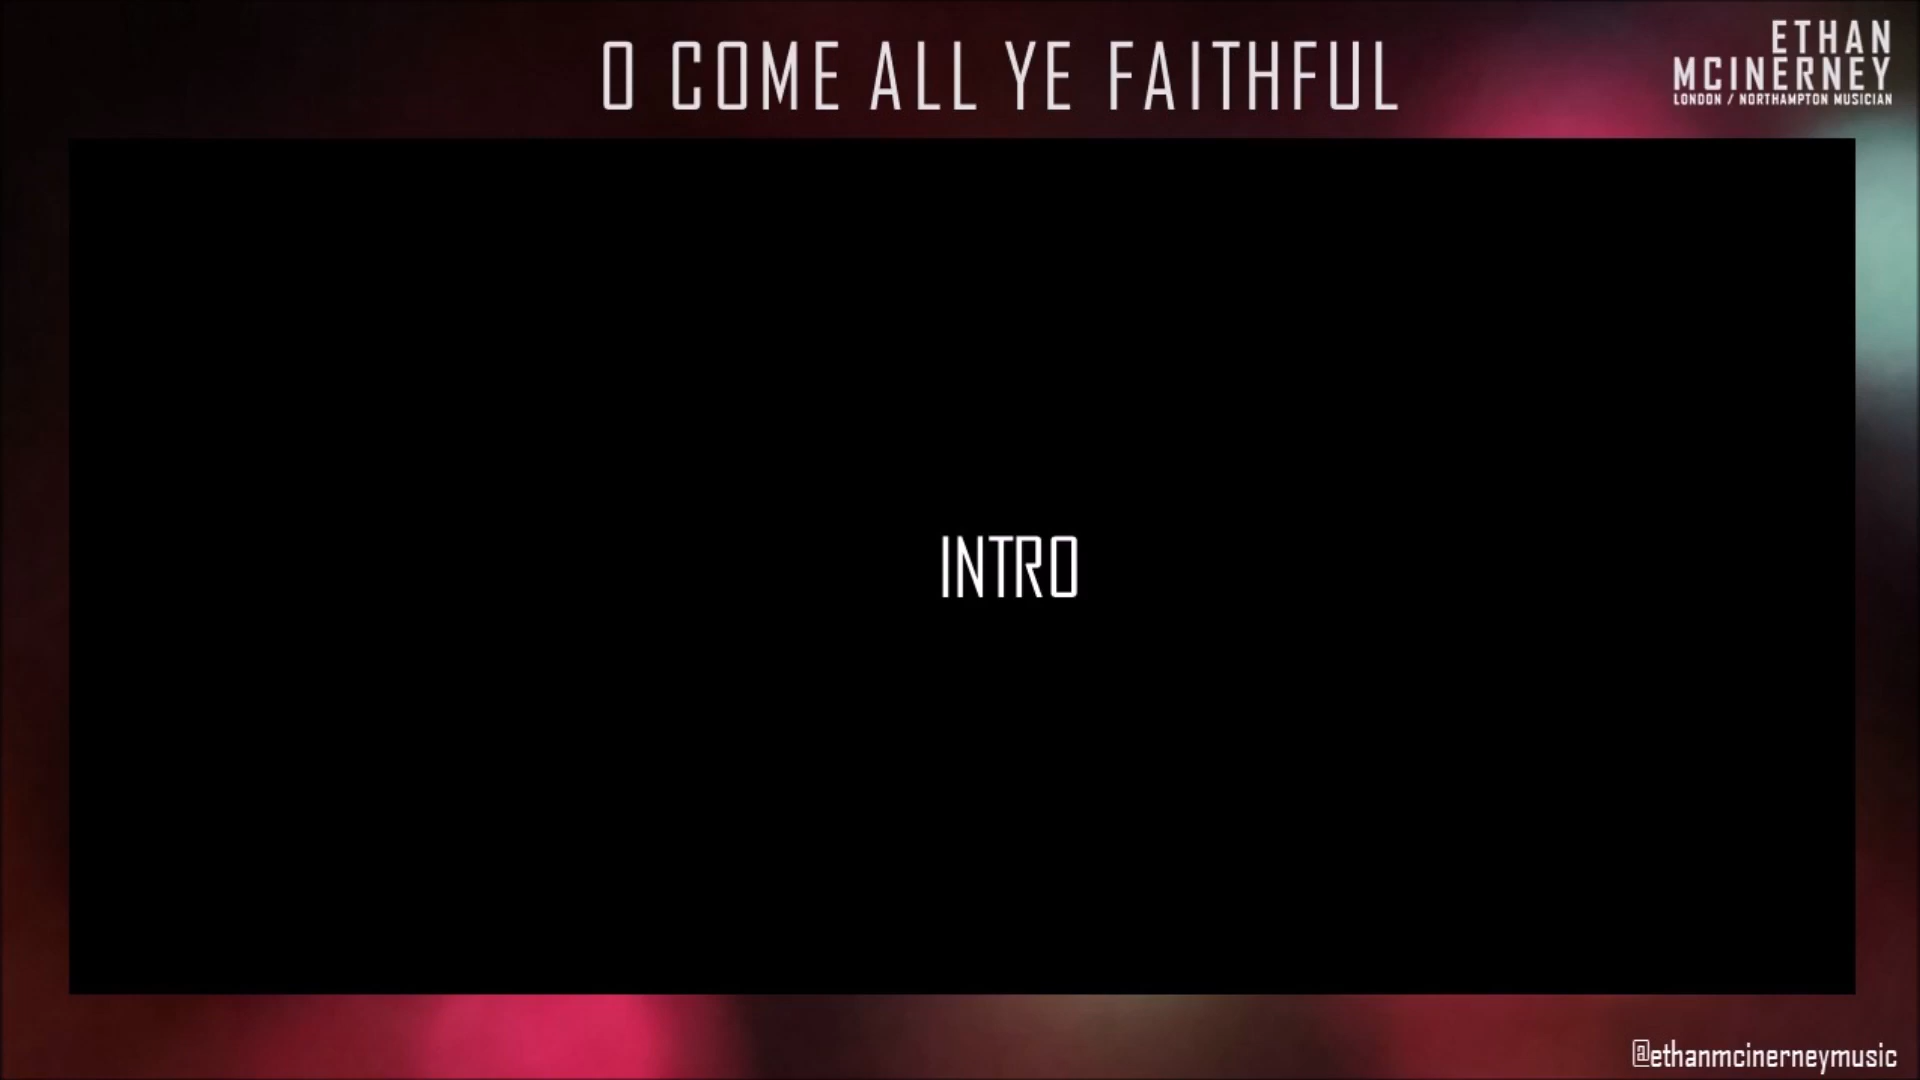 O COME ALL YE FAITHFUL
ETHAN
MCINERNEY
LONDON / NORTHAMPTON MUSICIAN
INTRO
@ethanmcinerneymusic